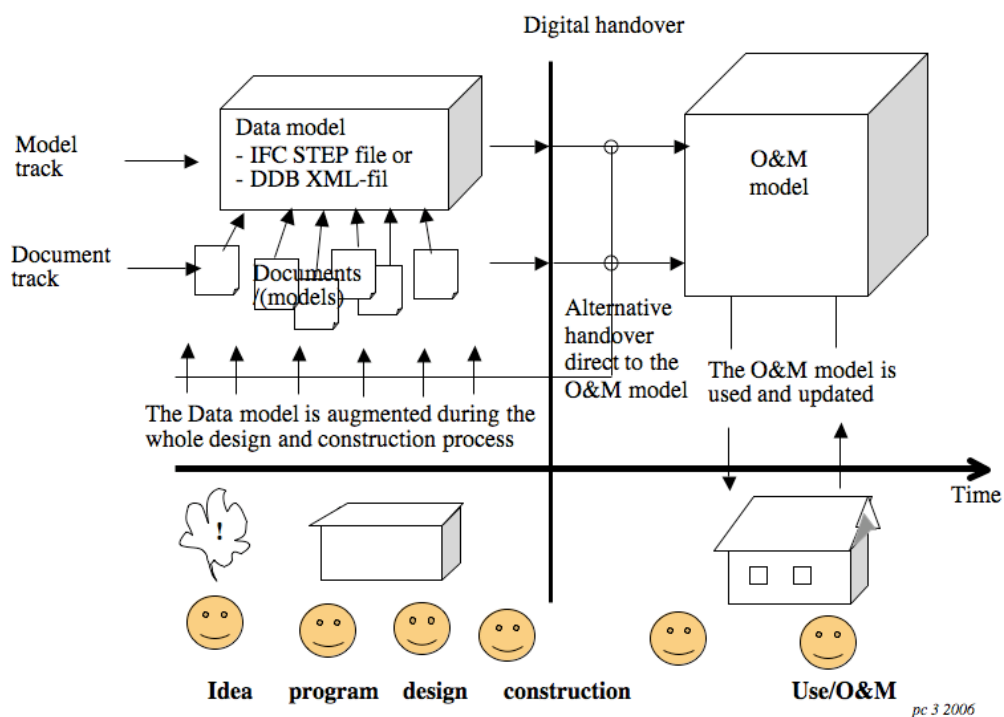 Digital handover
Model
track
Data model
- IFC STEP file or
- DDB XML-fil
O&M
model
Document
track
Documents
/(models)
Alternative
handover
direct to the
O&M model
The O&M model is
used and updated
The Data model is augmented during the
whole design and construction process
Time
!
Idea program design construction Use/O&M
pc 3 2006